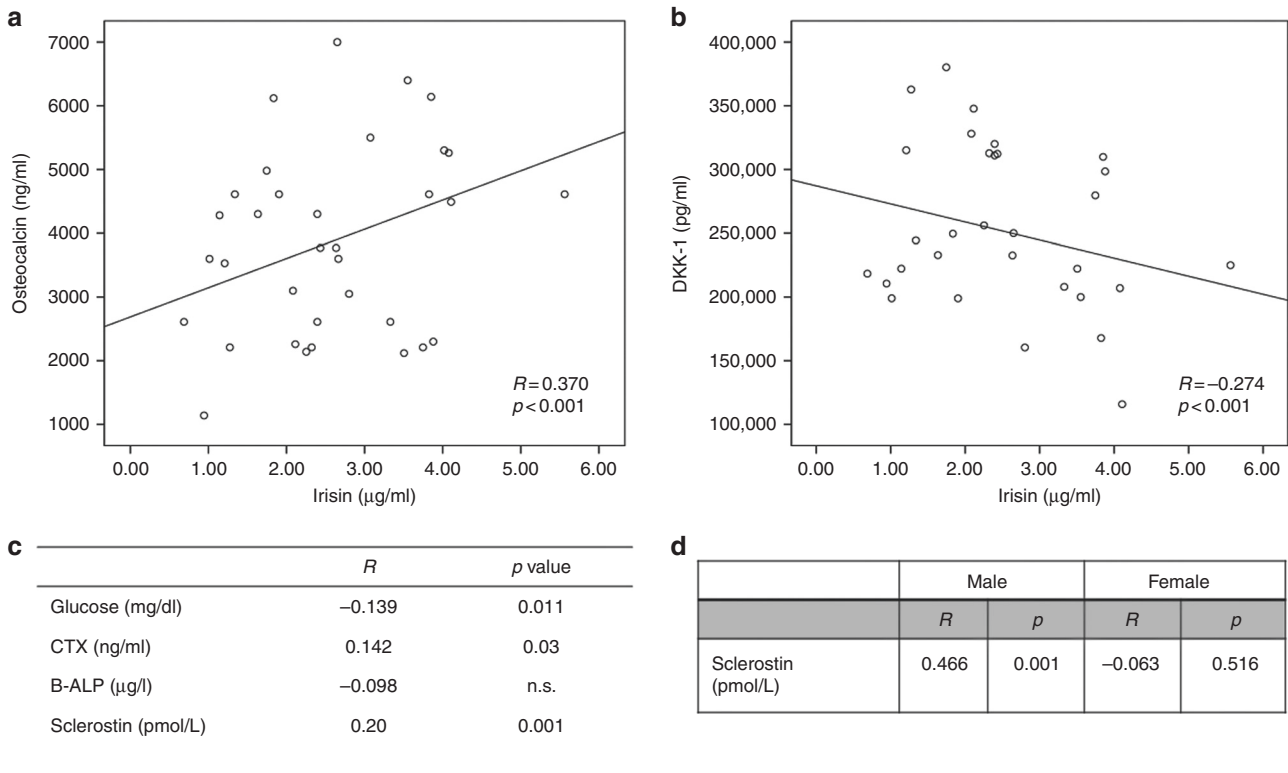 a
7000
6000
5000
4000
3000
2000
1000
Osteocalcin (ng/ml)
R=0.370
p<0.001
0.00 1.00 2.00 3.00 4.00 5.00 6.00
Irisin (μg/ml)
b
400,000
350,000
300,000
250,000
200,000
150,000
100,000
DKK-1 (pg/ml)
R=–0.274
p<0.001
0.00 1.00 2.00 3.00 4.00 5.00 6.00
Irisin (μg/ml)
c
R p value
Glucose (mg/dl) –0.139 0.011
CTX (ng/ml) 0.142 0.03
B-ALP (μg/l) –0.098 n.s.
Sclerostin (pmol/L) 0.20 0.001
d
Male Female
R p R p
Sclerostin 0.466 0.001 –0.063 0.516
(pmol/L)